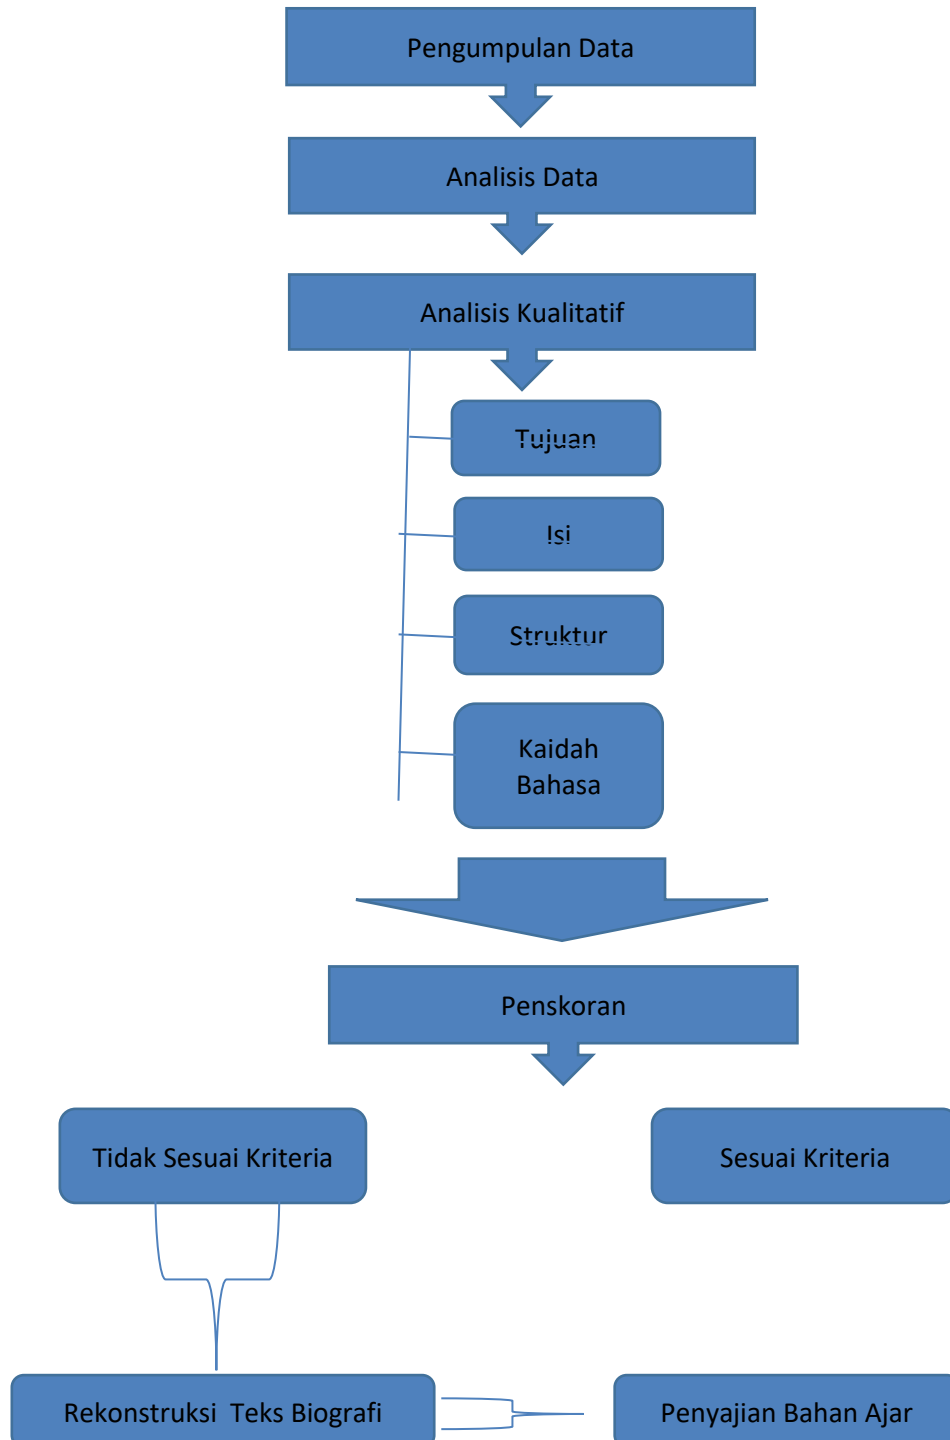 Pengumpulan Data
Analisis Data
Analisis Kualitatif
Tujuan
Isi
Struktur
Kaidah
Bahasa
Penskoran
Tidak Sesuai Kriteria
Sesuai Kriteria
Rekonstruksi  Teks Biografi
Penyajian Bahan Ajar